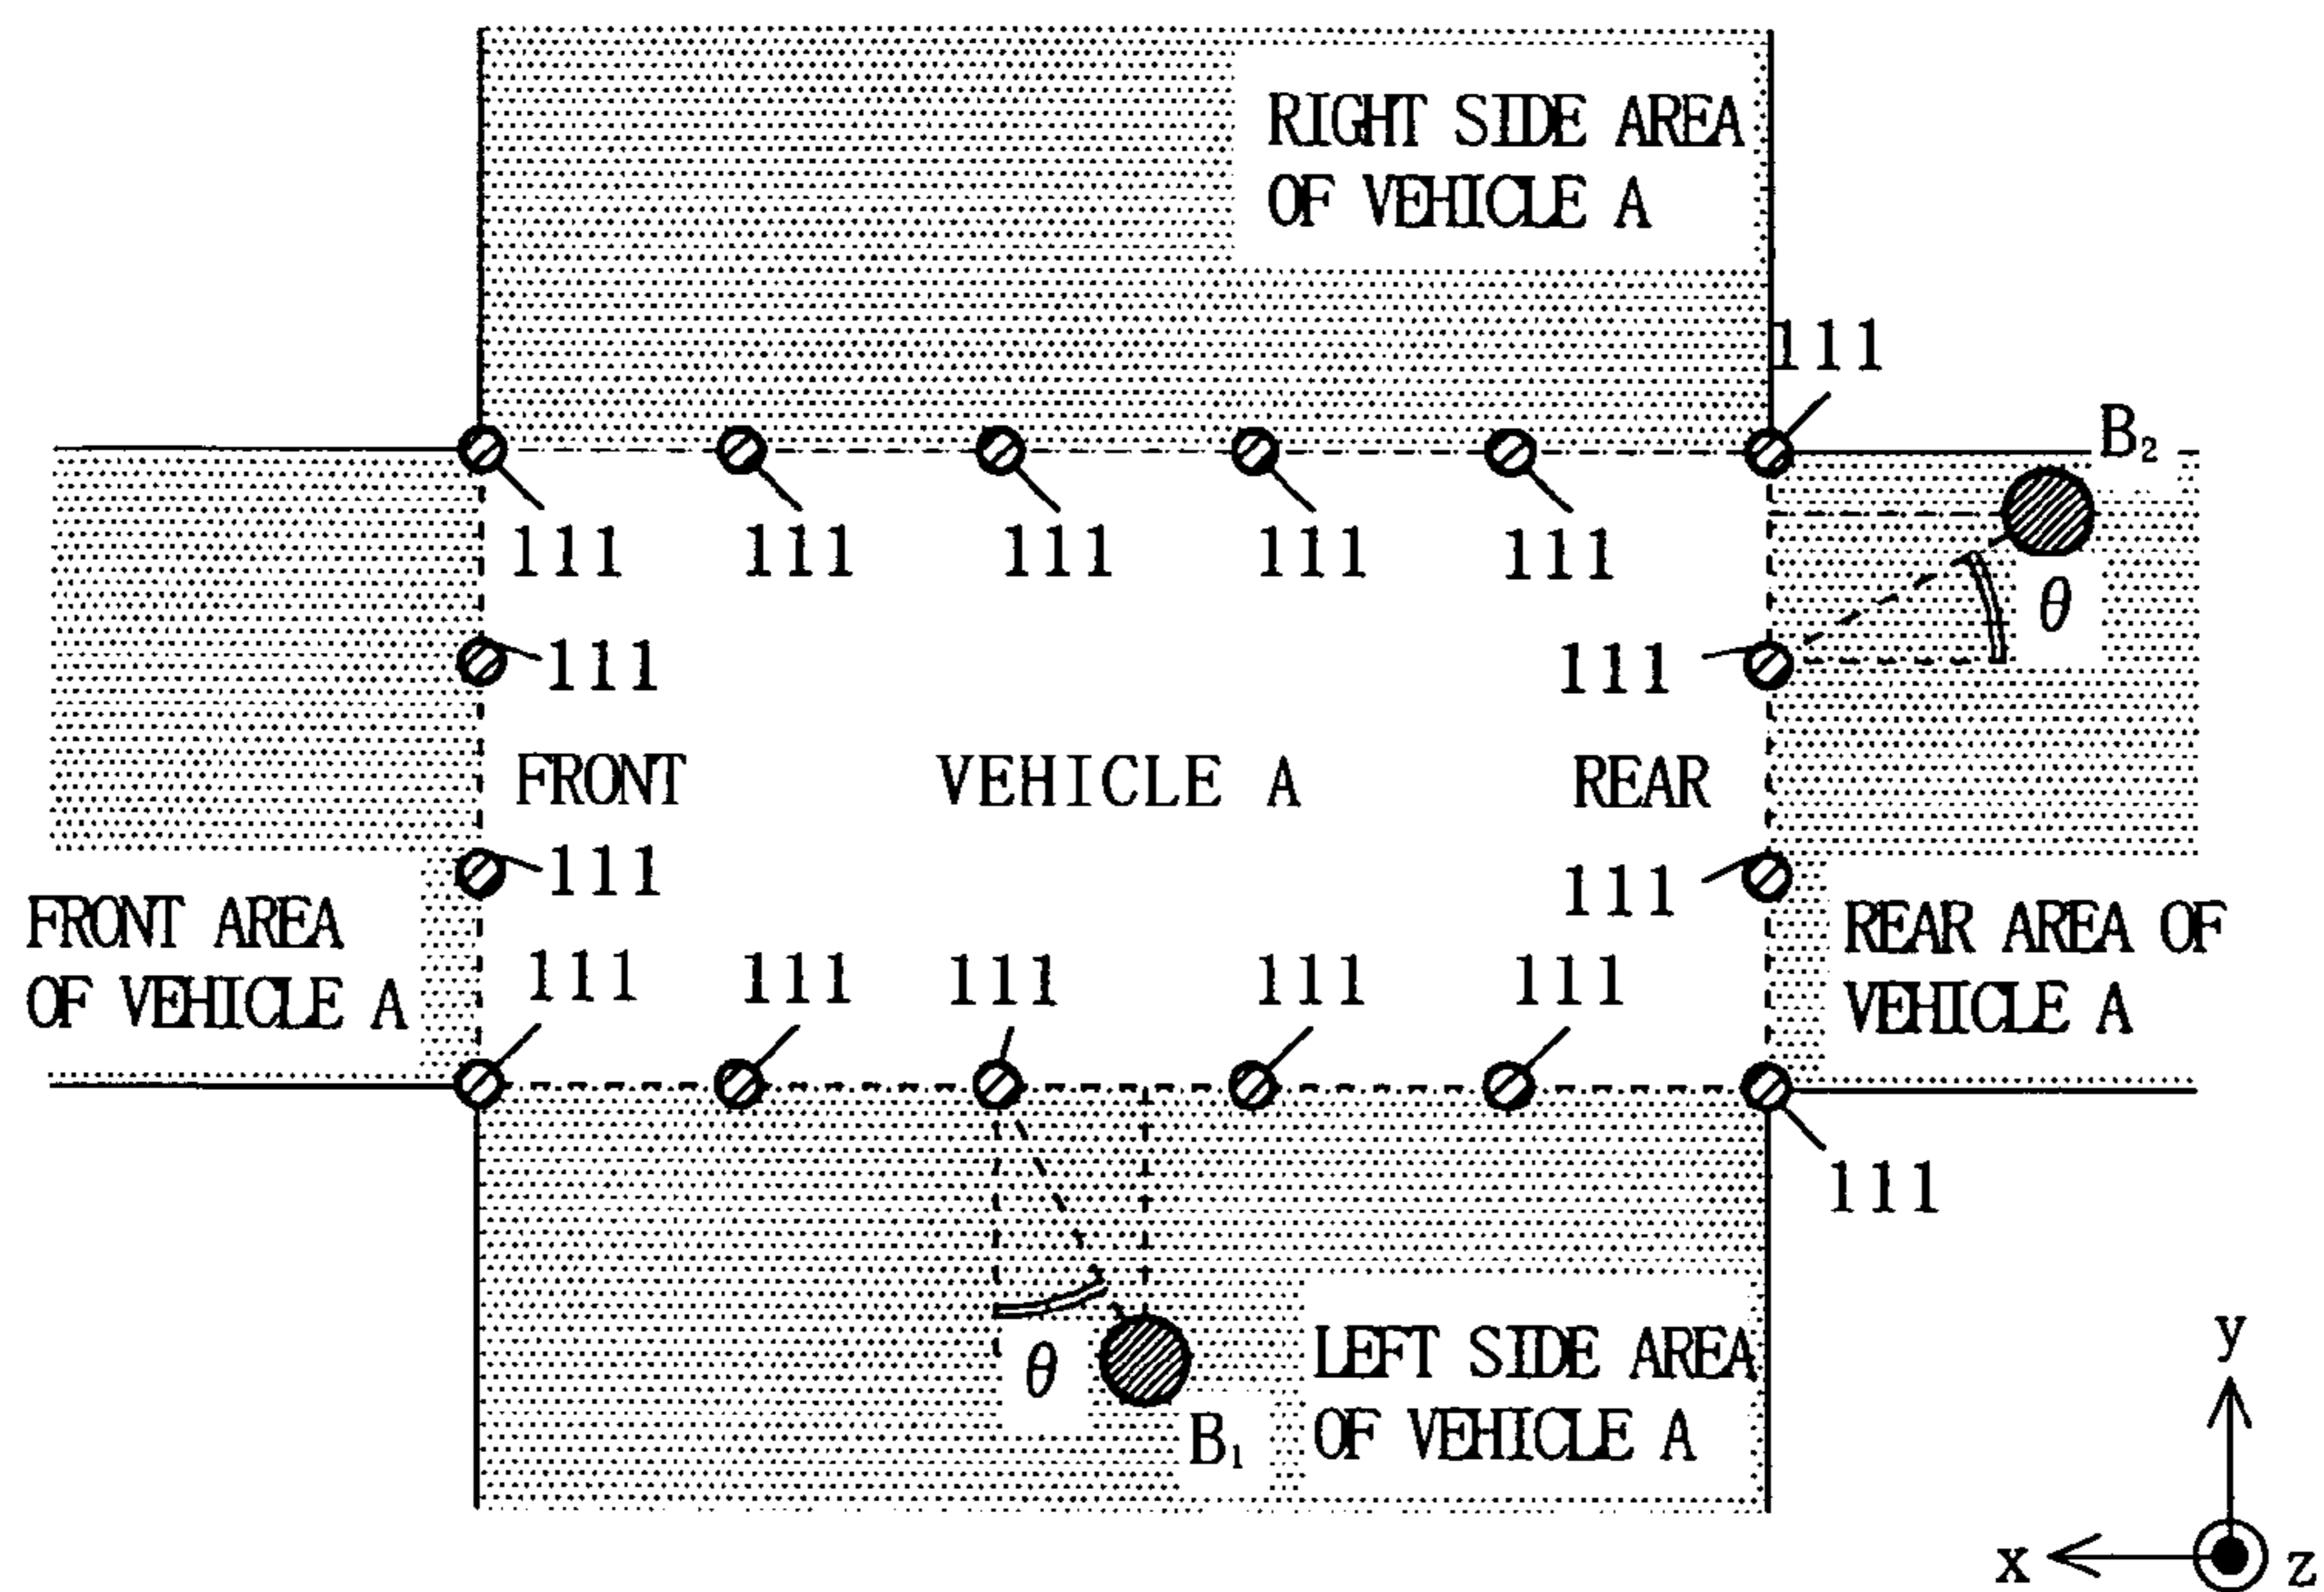 RIGHT SIDE AREA
OF VEHICLE A
111
B₂
111 111 111 111 111
θ
111 111
FRONT VEHICLE A REAR
111 111
FRONT AREA
OF VEHICLE A
REAR AREA OF
VEHICLE A
111 111 111 111 111
111
θ
LEFT SIDE AREA
OF VEHICLE A
B₁
y
x z